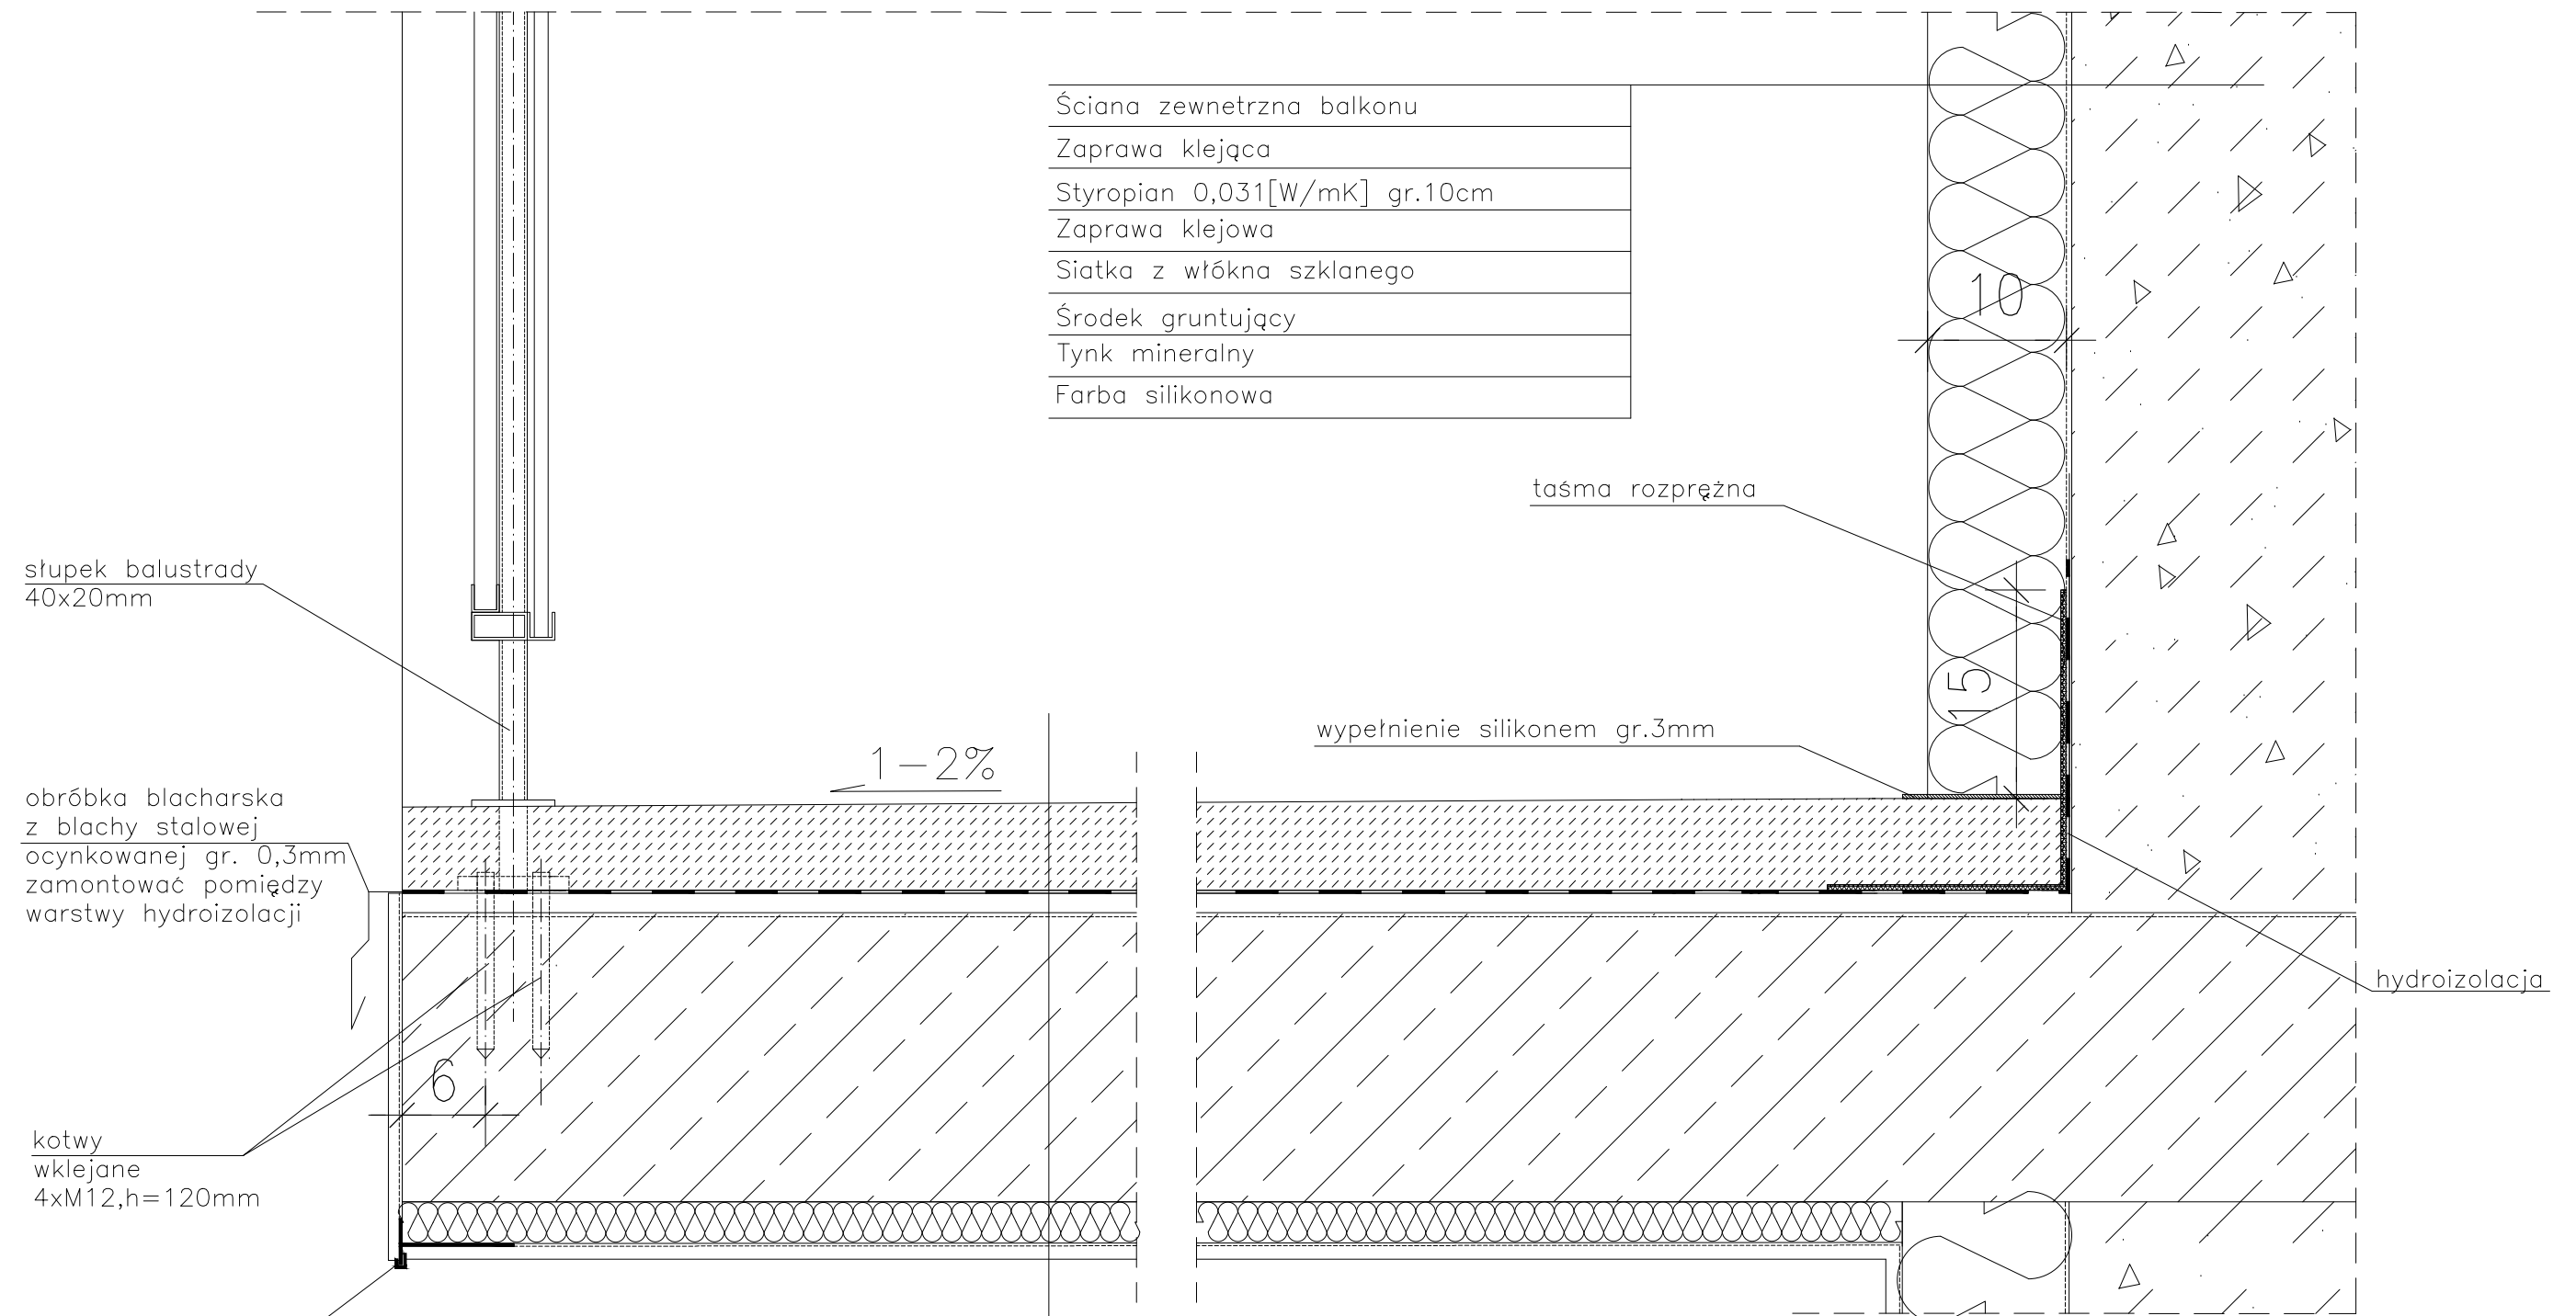 Ściana zewnetrzna balkonu
Zaprawa klejąca
Styropian 0,031[W/mK] gr.10cm
Zaprawa klejowa
Siatka z włókna szklanego
Środek gruntujący
Tynk mineralny
Farba silikonowa
10
taśma rozprężna
słupek balustrady
40x20mm
15
wypełnienie silikonem gr.3mm
1-2%
obróbka blacharska
z blachy stalowej
ocynkowanej gr. 0,3mm
zamontować pomiędzy
warstwy hydroizolacji
hydroizolacja
6
kotwy
wklejane
4xM12,h=120mm